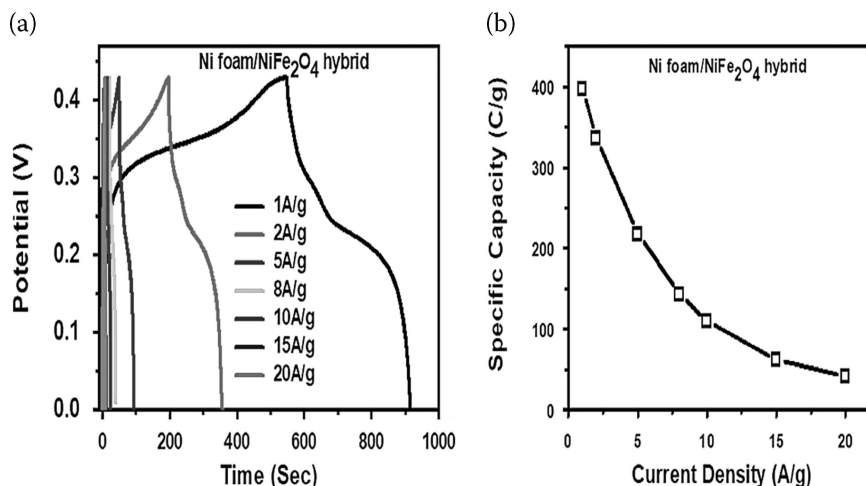 (a)
Ni foam/NiFe2O4 hybrid
Potential (V)
0.4
0.3
0.2
0.1
0.0
1A/g
2A/g
5A/g
8A/g
10A/g
15A/g
20A/g
0 200 400 600 800 1000
Time (Sec)
(b)
Ni foam/NiFe2O4 hybrid
Specific Capacity (C/g)
400
300
200
100
0
0 5 10 15 20
Current Density (A/g)